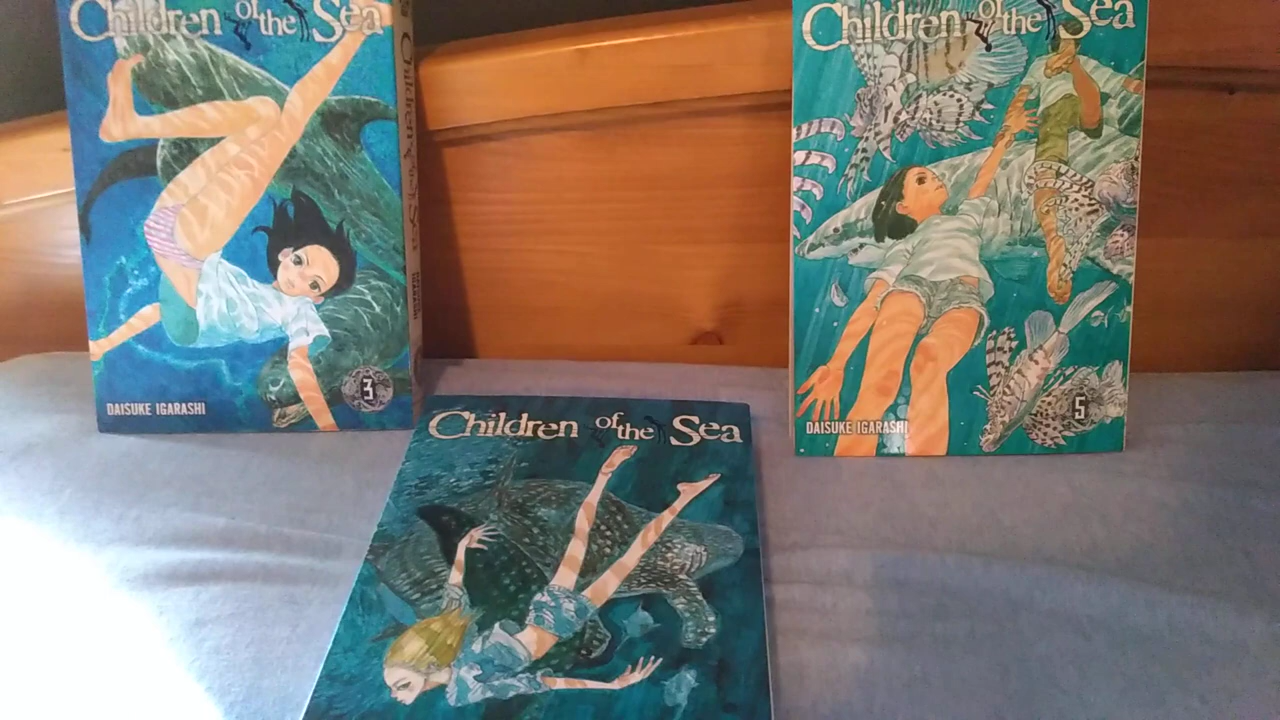 Children of the Sea
DAISUKE IGARASHI
3
Children of the Sea
Children of the Sea
DAISUKE IGARASHI
5
Children of the Sea